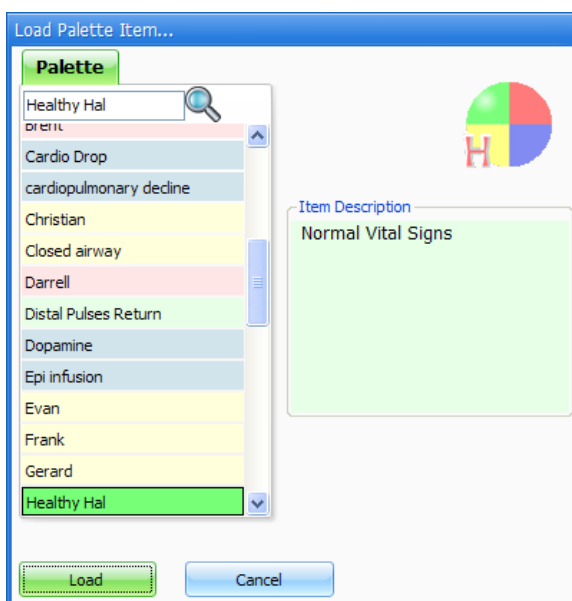 Load Palette Item...
Palette
Healthy Hal
Brent
Cardio Drop
cardiopulmonary decline
Christian
Closed airway
Darrell
Distal Pulses Return
Dopamine
Epi infusion
Evan
Frank
Gerard
Healthy Hal
H
Item Description
Normal Vital Signs
Load
Cancel